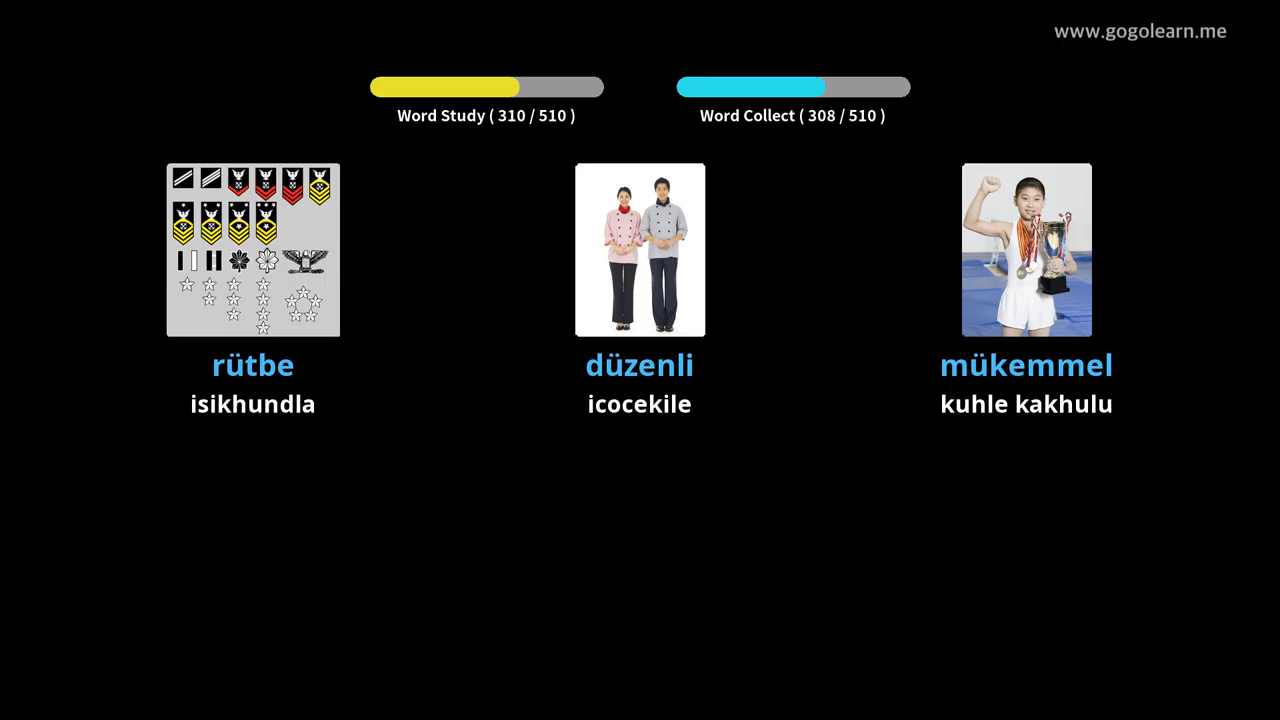 www.gogolearn.me
Word Study ( 310 / 510 )
Word Collect ( 308 / 510 )
rütbe
isikhundla
düzenli
icocekile
mükemmel
kuhle kakhulu